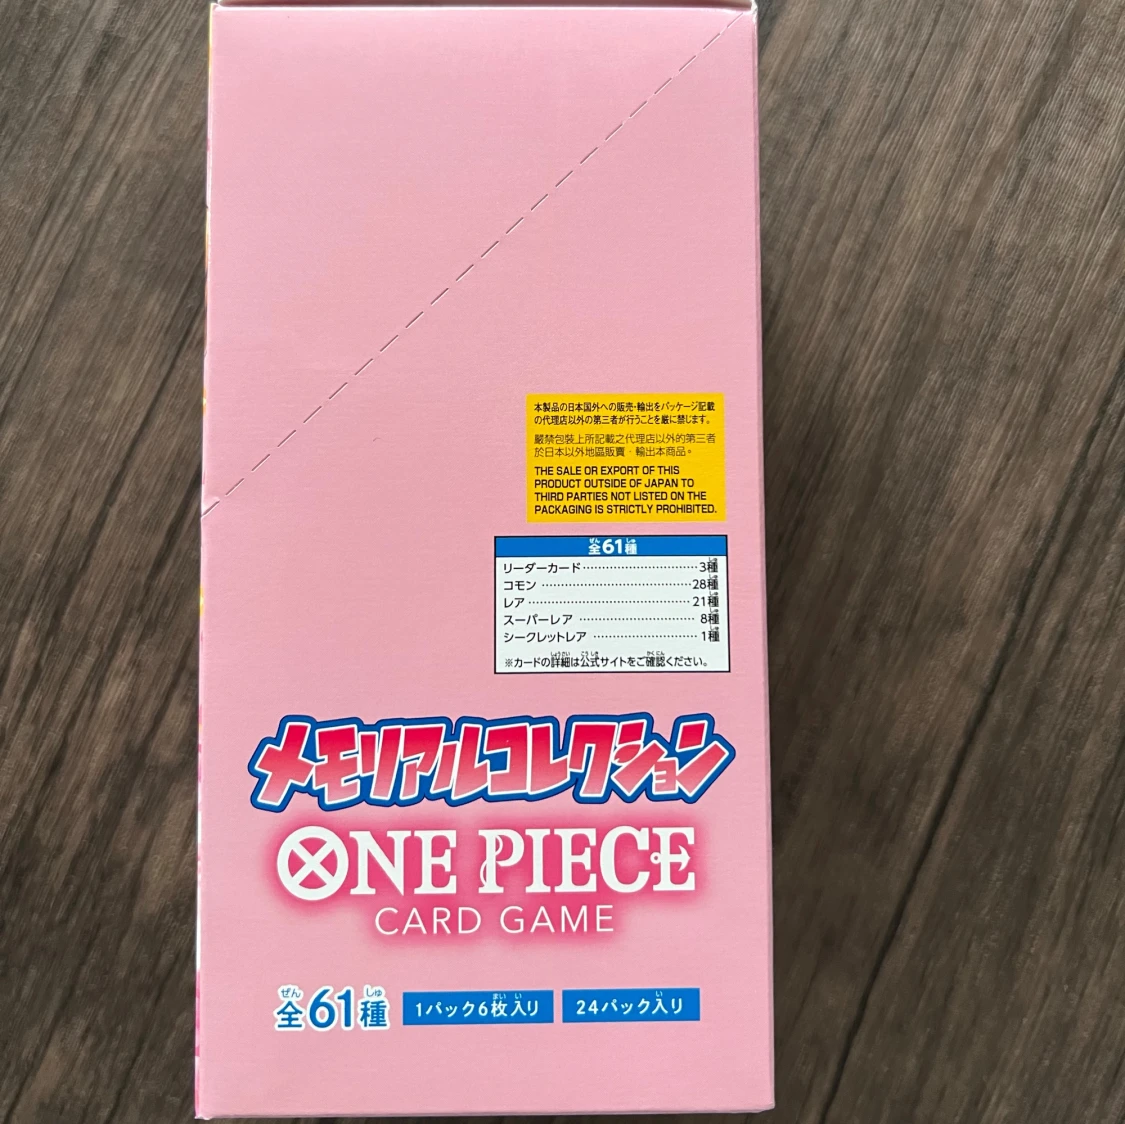 本製品の日本国外への販売・輸出をパッケージ記載
の代理店以外の第三者が行うことを厳に禁じます。
嚴禁包裝上所記載之代理店以外的第三者
於日本以外地區販賣・輸出本商品。
THE SALE OR EXPORT OF THIS
PRODUCT OUTSIDE OF JAPAN TO
THIRD PARTIES NOT LISTED ON THE
PACKAGING IS STRICTLY PROHIBITED.
全61種
リーダーカード…………………………3種
コモン…………………………28種
レア…………………………21種
スーパーレア…………………………8種
シークレットレア…………………………1種
※カードの詳細は公式サイトをご確認ください。
メモリアルコレクション
ONE PIECE
CARD GAME
全61種 1パック6枚入り 24パック入り